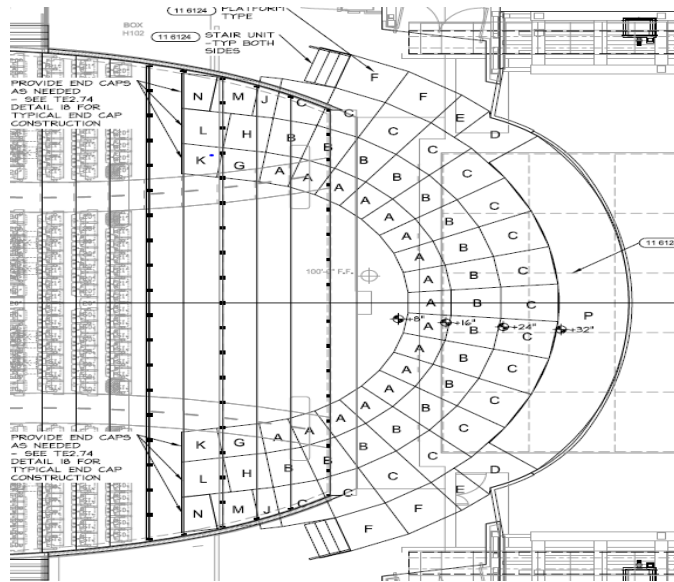 11 6124 PLATFORM
TYPE
BOX
H102
11 6124 STAIR UNIT
-TYP BOTH
SIDES
PROVIDE END CAPS
AS NEEDED
- SEE TE2.74
DETAIL 18 FOR
TYPICAL END CAP
CONSTRUCTION
N M J C C F F E D
L H B B C C
K G A A A B C
A B C
A B C
A B C
11 612
100'-0" F.F.
A B C P
+8" +16" +24" +32"
A B C
A B C
A B C
A B C
K G A A A B C
L H B B C C
N M J C C F F E D
PROVIDE END CAPS
AS NEEDED
- SEE TE2.74
DETAIL 18 FOR
TYPICAL END CAP
CONSTRUCTION